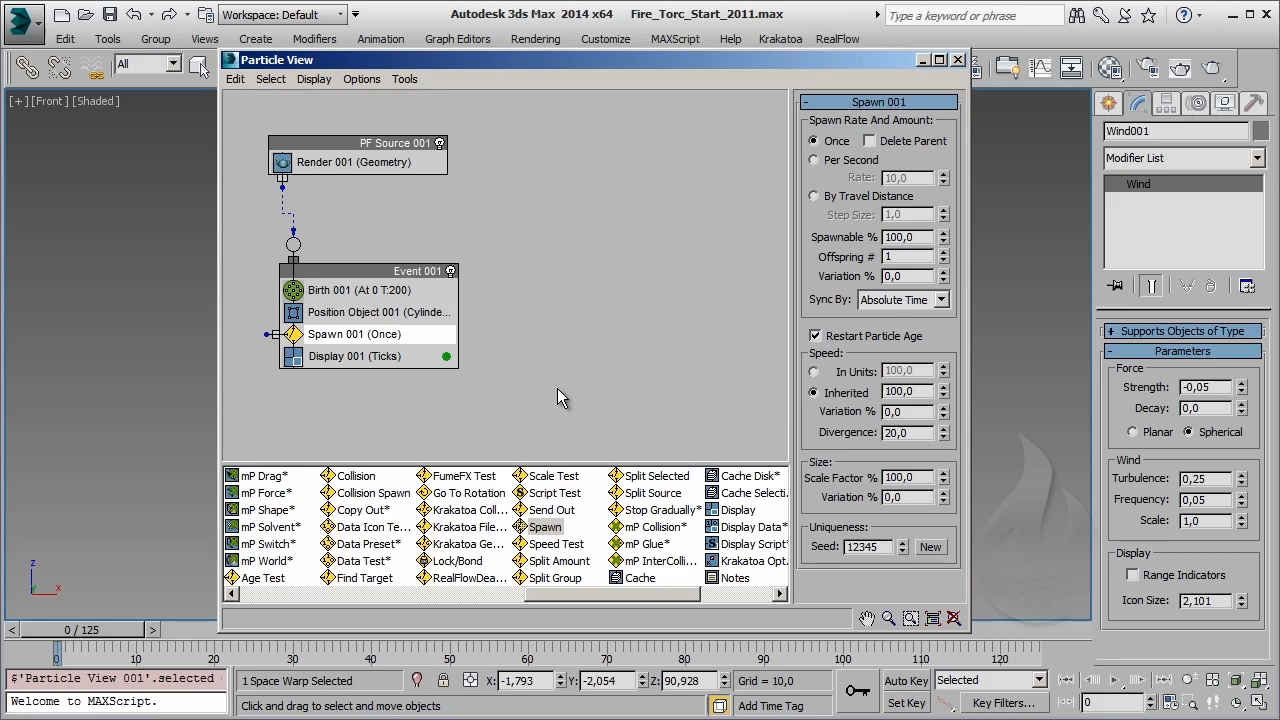 Workspace: Default
Autodesk 3ds Max 2014 x64 Fire_Torc_Start_2011.max
Type a keyword or phrase
Edit Tools Group Views Create Modifiers Animation Graph Editors Rendering Customize MAXScript Help Krakatoa RealFlow
All
Particle View
Edit Select Display Options Tools
[+] [Front] [Shaded]
PF Source 001
Render 001 (Geometry)
Event 001
Birth 001 (At 0 T:200)
Position Object 001 (Cylinde...
Spawn 001 (Once)
Display 001 (Ticks)
mP Drag* Collision FumeFX Test Scale Test Split Selected Cache Disk*
mP Force* Collision Spawn Go To Rotation Script Test Split Source Cache Selecti...
mP Shape* Copy Out* Krakatoa Coll... Send Out Stop Gradually* Display
mP Solvent* Data Icon Te... Krakatoa File... Spawn mP Collision* Display Data*
mP Switch* Data Preset* Krakatoa Ge... Speed Test mP Glue* Display Script*
mP World* Data Test* Lock/Bond Split Amount mP InterColli... Krakatoa Opt...
Age Test Find Target RealFlowDea... Split Group Cache Notes
- Spawn 001
Spawn Rate And Amount:
Once Delete Parent
Per Second
Rate: 10,0
By Travel Distance
Step Size: 1,0
Spawnable % 100,0
Offspring # 1
Variation % 0,0
Sync By: Absolute Time
Restart Particle Age
Speed:
In Units: 100,0
Inherited 100,0
Variation % 0,0
Divergence: 20,0
Size:
Scale Factor % 100,0
Variation % 0,0
Uniqueness:
Seed: 12345 New
Wind001
Modifier List
Wind
+ Supports Objects of Type
- Parameters
Force
Strength: -0,05
Decay: 0,0
Planar Spherical
Wind
Turbulence: 0,25
Frequency: 0,05
Scale: 1,0
Display
Range Indicators
Icon Size: 2,101
z
y x
< 0 / 125 >
0 10 20 30 40 50 60 70 80 90 100 110 120
$'Particle View 001'.selected
Welcome to MAXScript.
1 Space Warp Selected
X: -1,793 Y: -2,054 Z: 90,928 Grid = 10,0
Click and drag to select and move objects
Add Time Tag
Auto Key Selected
Set Key Key Filters...
0